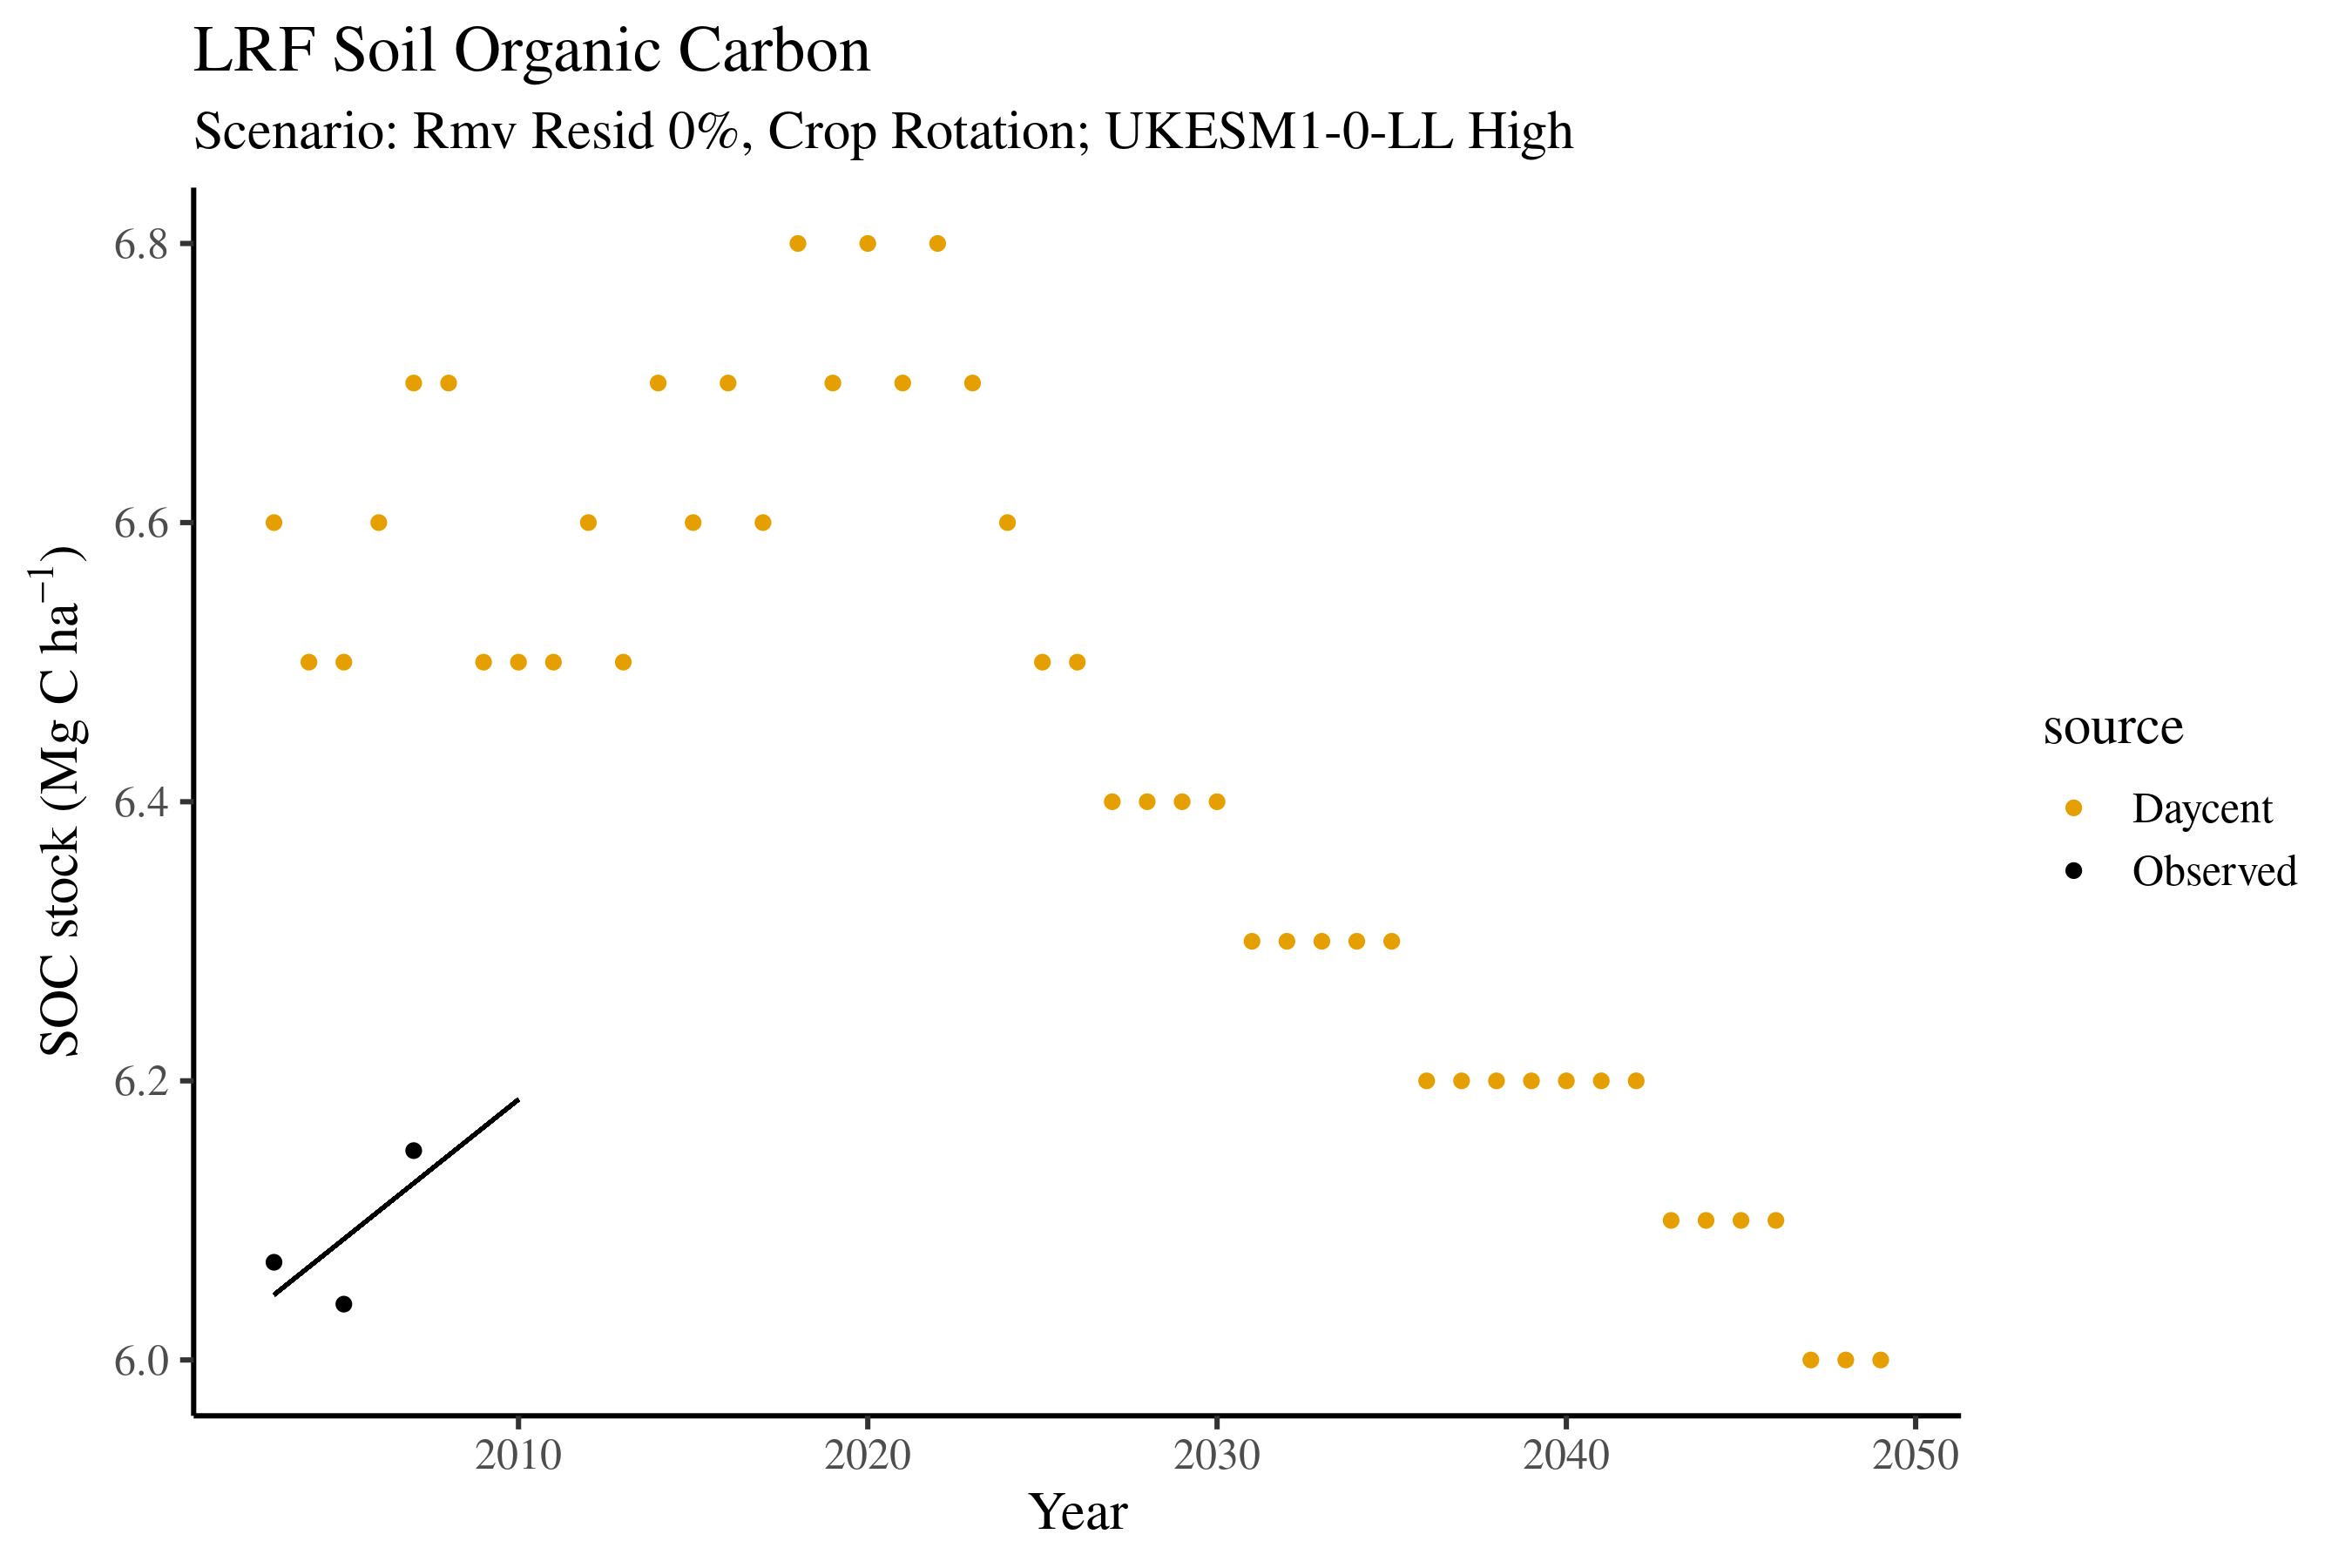 LRF Soil Organic Carbon
Scenario: Rmv Resid 0%, Crop Rotation; UKESM1-0-LL High
SOC stock (Mg C ha⁻¹)
6.8
6.6
6.4
6.2
6.0
2010 2020 2030 2040 2050
Year
source
Daycent
Observed